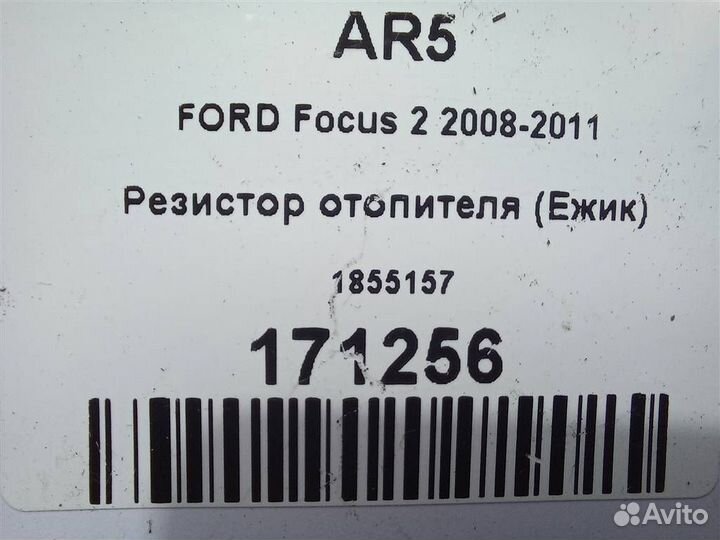 AR5
FORD Focus 2 2008-2011
Резистор отопителя (Ежик)
1855157
171256
Avito